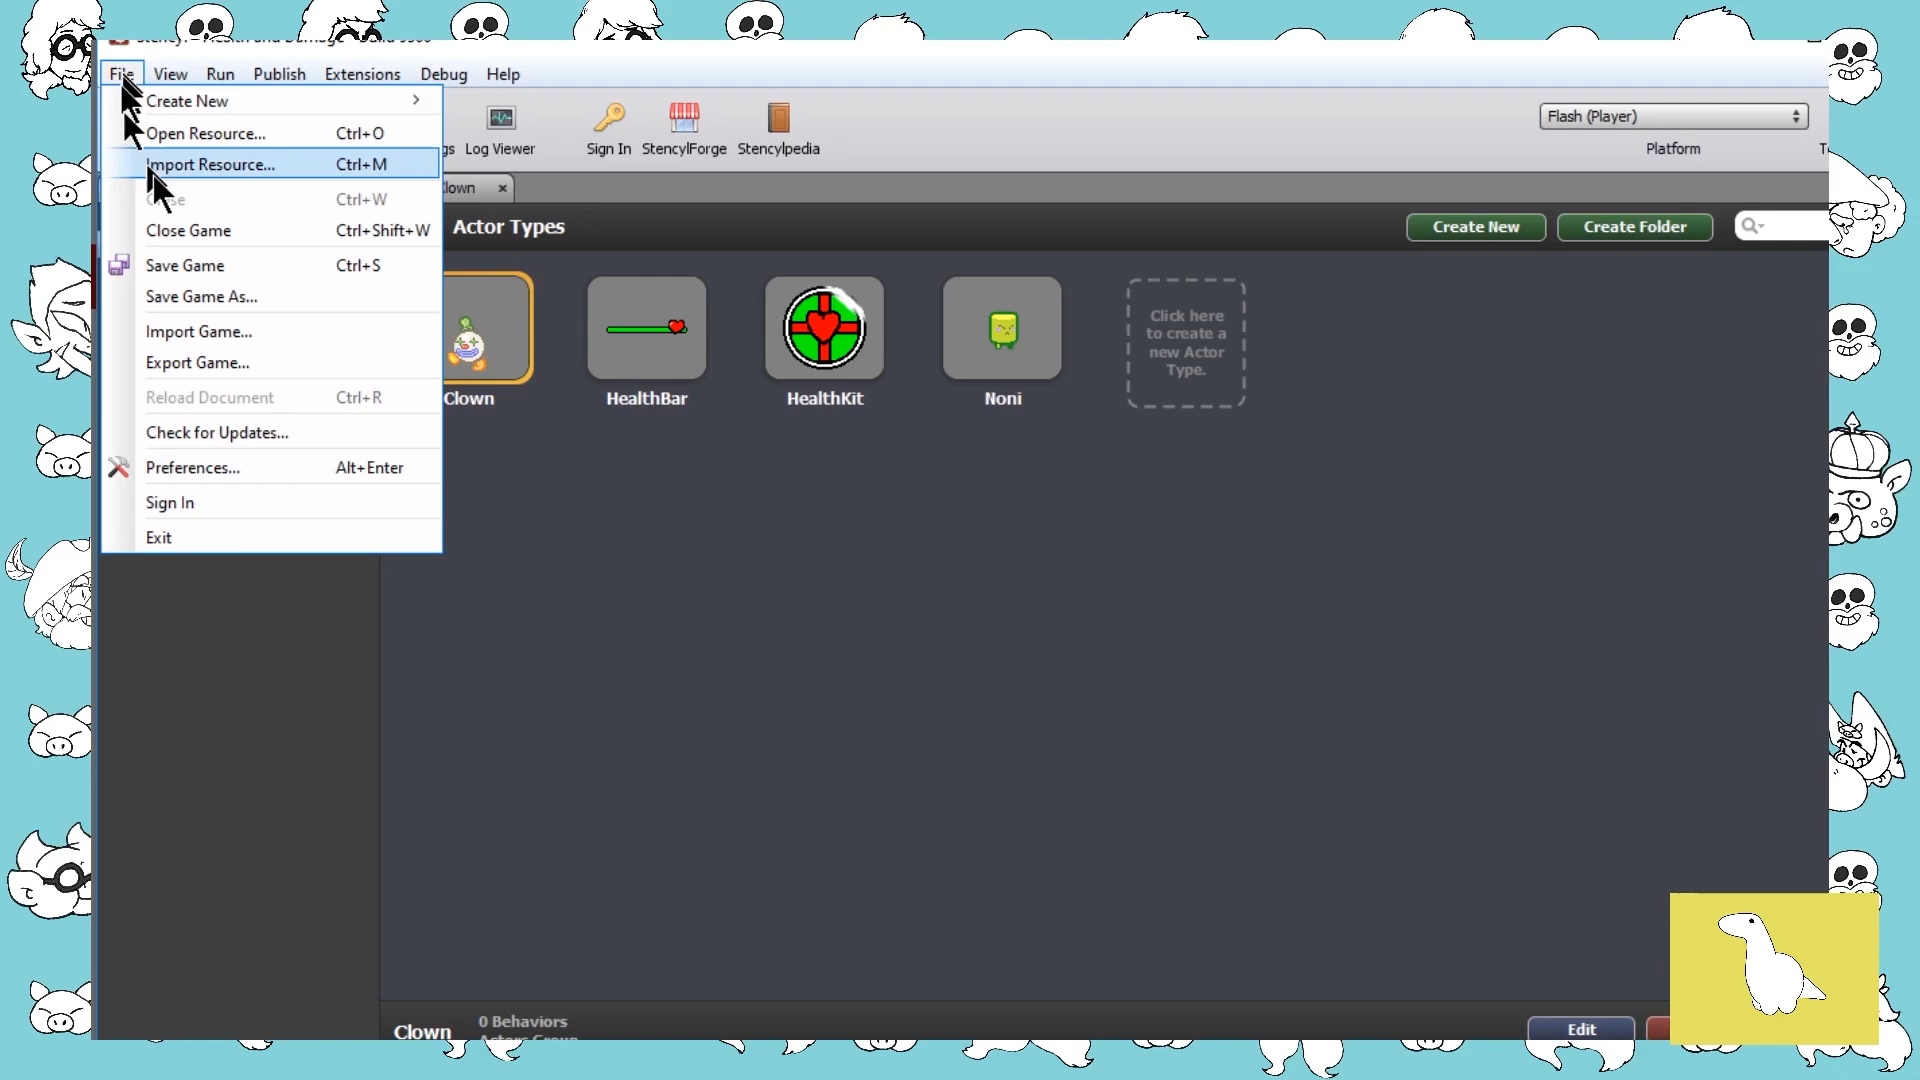 File View Run Publish Extensions Debug Help
Create New
Open Resource... Ctrl+O
Import Resource... Ctrl+M
Ctrl+W
Close Game Ctrl+Shift+W
Save Game Ctrl+S
Save Game As...
Import Game...
Export Game...
Reload Document Ctrl+R
Check for Updates...
Preferences... Alt+Enter
Sign In
Exit
Log Viewer
Sign In
StencylForge
Stencylpedia
Flash (Player)
Platform
Actor Types
Create New
Create Folder
Clown
HealthBar
HealthKit
Noni
Click here
to create a
new Actor
Type.
Clown
0 Behaviors
Actors Group
Edit